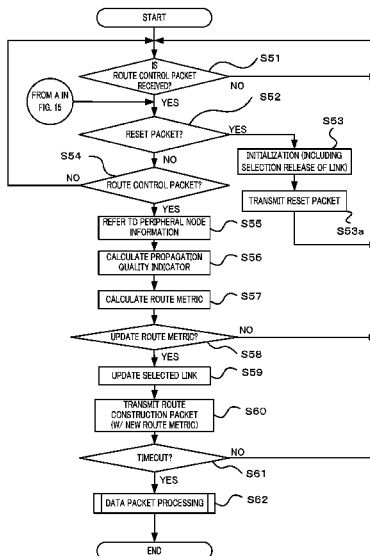 START
S51
IS
ROUTE CONTROL PACKET
RECEIVED?
NO
FROM A IN
FIG. 15
YES
S52
RESET PACKET?
YES
S53
NO
INITIALIZATION (INCLUDING
SELECTION RELEASE OF LINK)
S54
ROUTE CONTROL PACKET?
NO
TRANSMIT RESET PACKET
S53a
YES
REFER TO PERIPHERAL NODE
INFORMATION
S55
CALCULATE PROPAGATION
QUALITY INDICATOR
S56
CALCULATE ROUTE METRIC
S57
UPDATE ROUTE METRIC?
NO
S58
YES
UPDATE SELECTED LINK
S59
TRANSMIT ROUTE
CONSTRUCTION PACKET
(W/ NEW ROUTE METRIC)
S60
TIMEOUT?
NO
S61
YES
DATA PACKET PROCESSING
S62
END